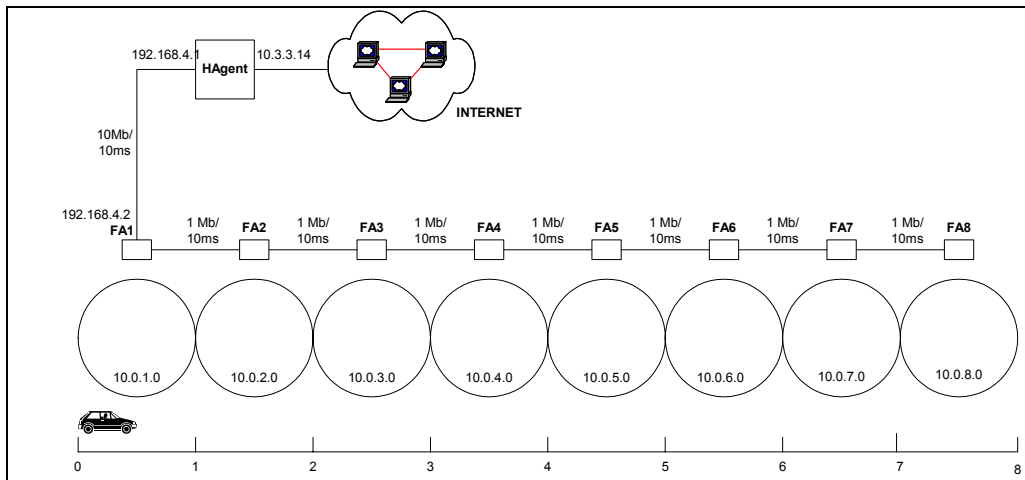 192.168.4.1
HAgent
10.3.3.14
INTERNET
10Mb/
10ms
192.168.4.2
FA1
1 Mb/
10ms
FA2
1 Mb/
10ms
FA3
1 Mb/
10ms
FA4
1 Mb/
10ms
FA5
1 Mb/
10ms
FA6
1 Mb/
10ms
FA7
1 Mb/
10ms
FA8
10.0.1.0
10.0.2.0
10.0.3.0
10.0.4.0
10.0.5.0
10.0.6.0
10.0.7.0
10.0.8.0
0 1 2 3 4 5 6 7 8